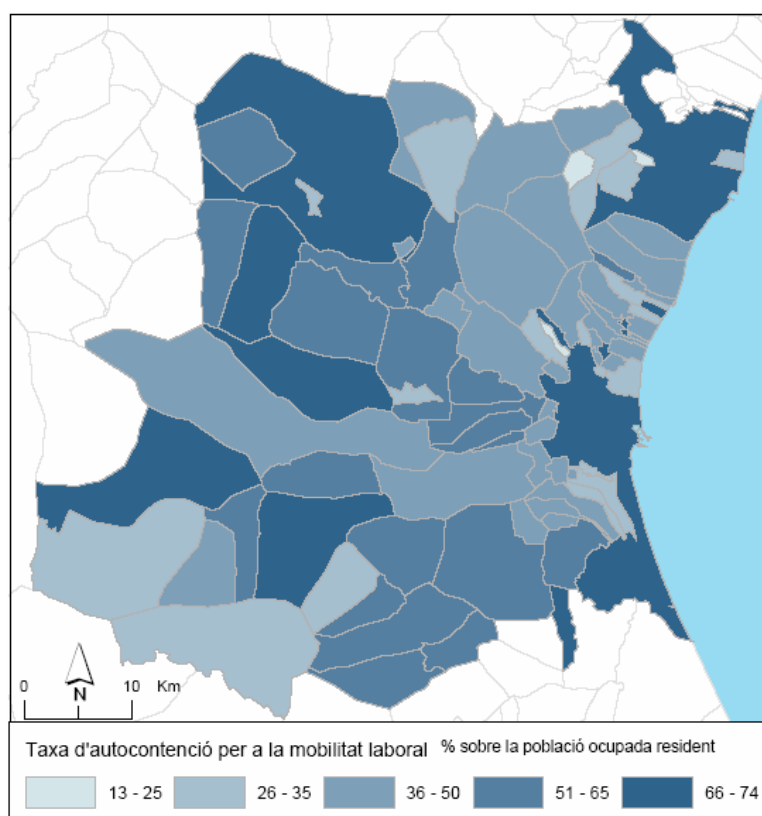 0 N 10 Km
Taxa d'autocontenció per a la mobilitat laboral % sobre la població ocupada resident
13 - 25 26 - 35 36 - 50 51 - 65 66 - 74